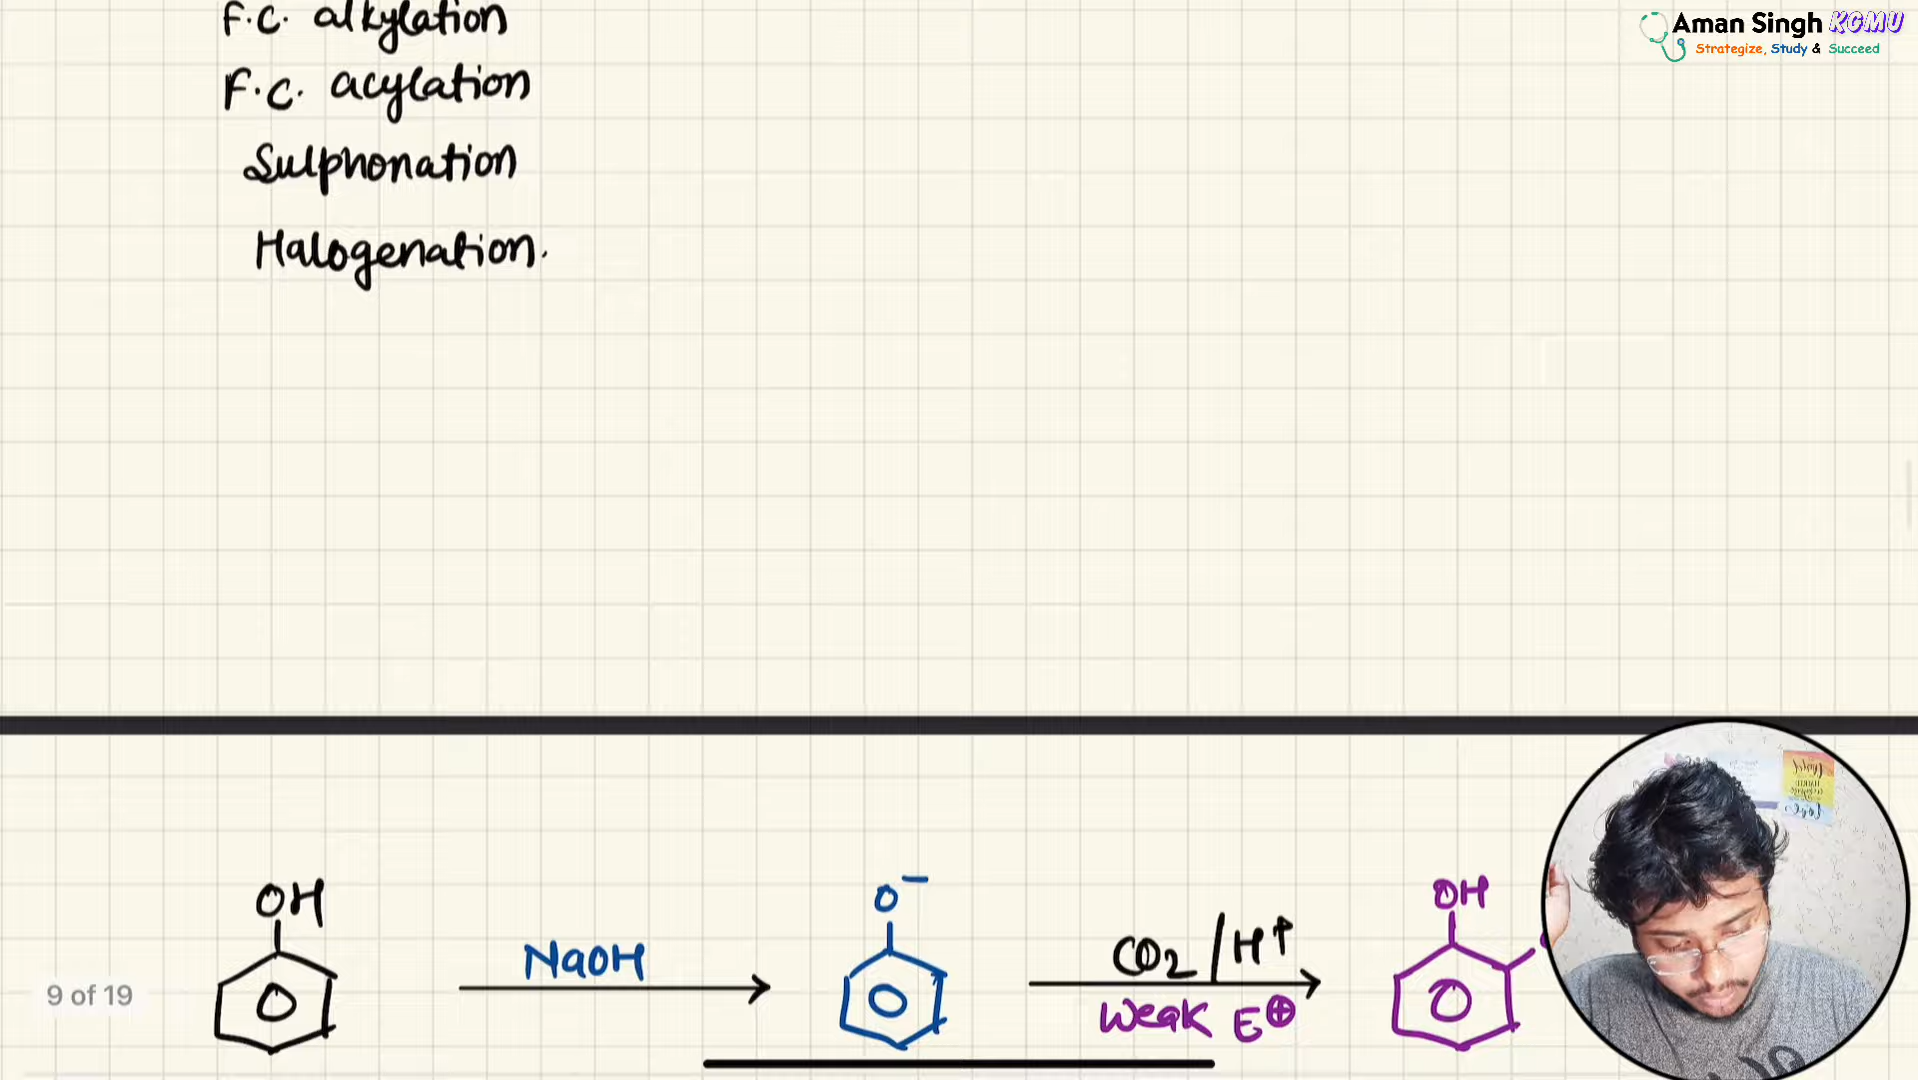 F.C. alkylation
F.C. acylation
Sulphonation
Halogenation.
Aman Singh KGMU
Strategize, Study & Succeed
OH
NaOH
O⁻
CO2/H↑
Weak E⊕
OH
9 of 19